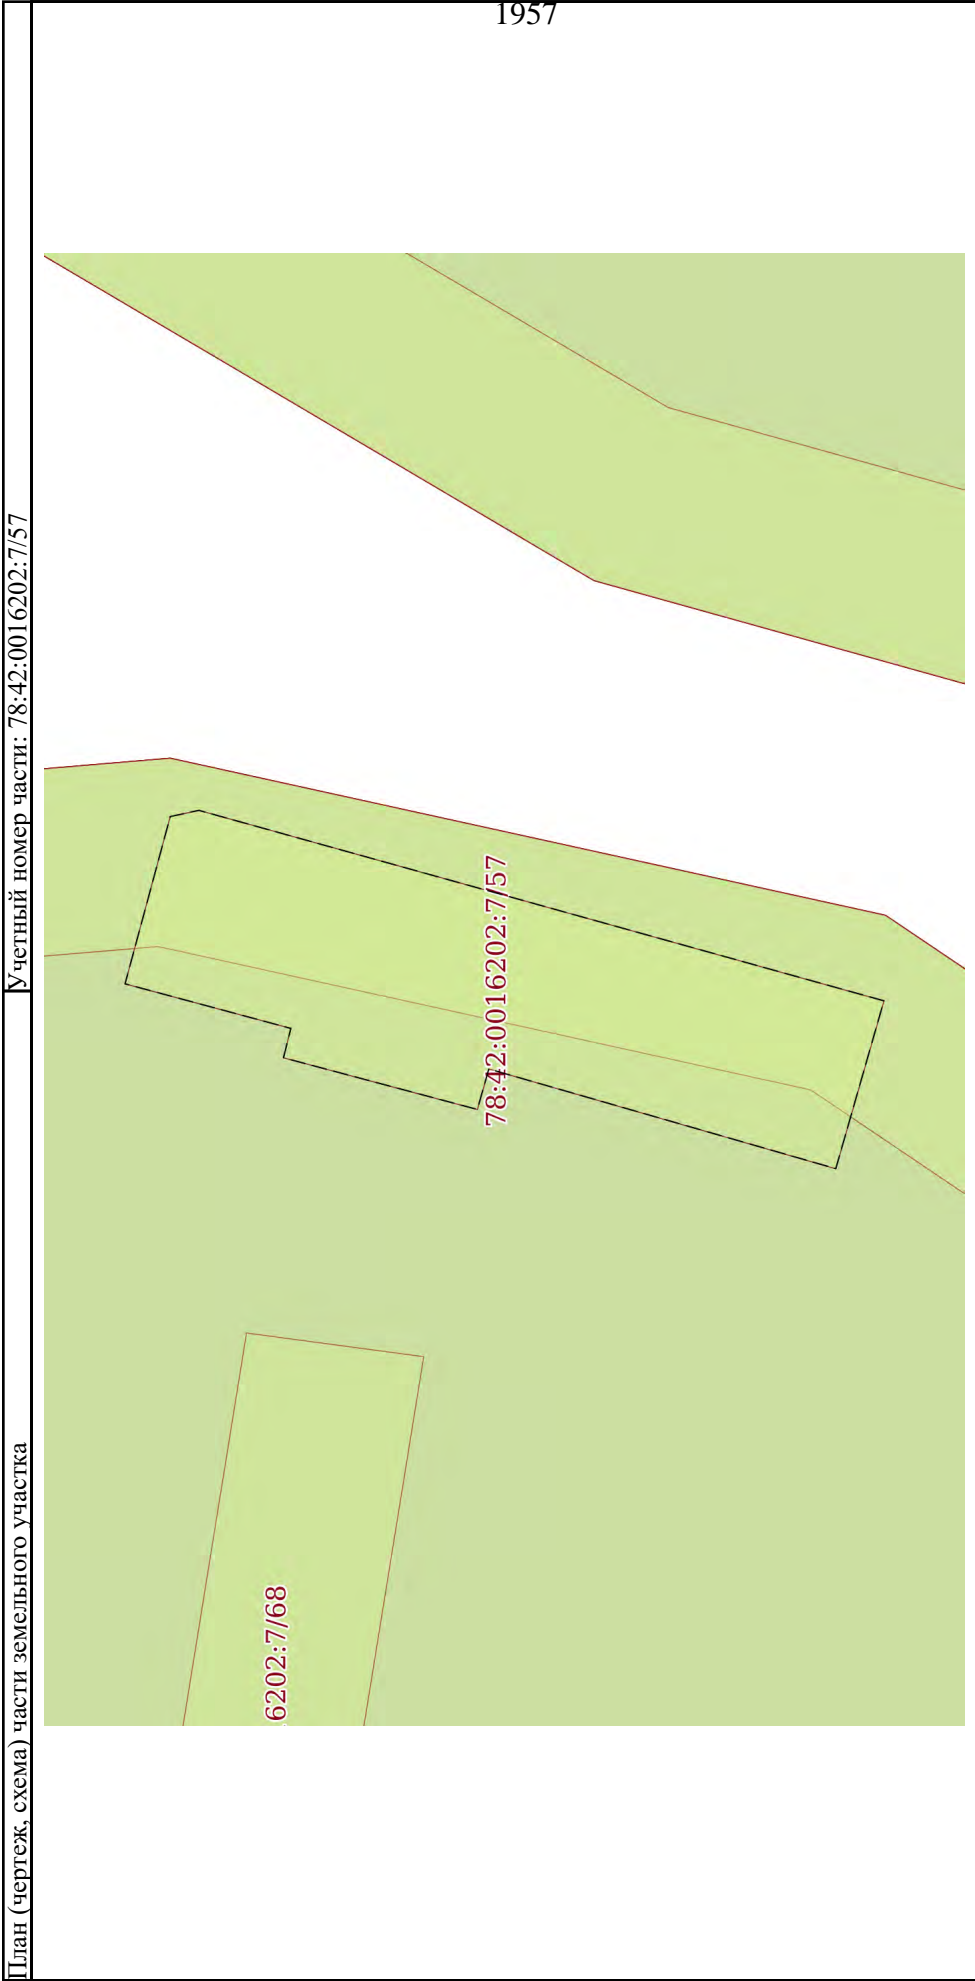 1957
План (чертеж, схема) части земельного участка
Учетный номер части: 78:42:0016202:7/57
78:42:0016202:7/57
6202:7/68